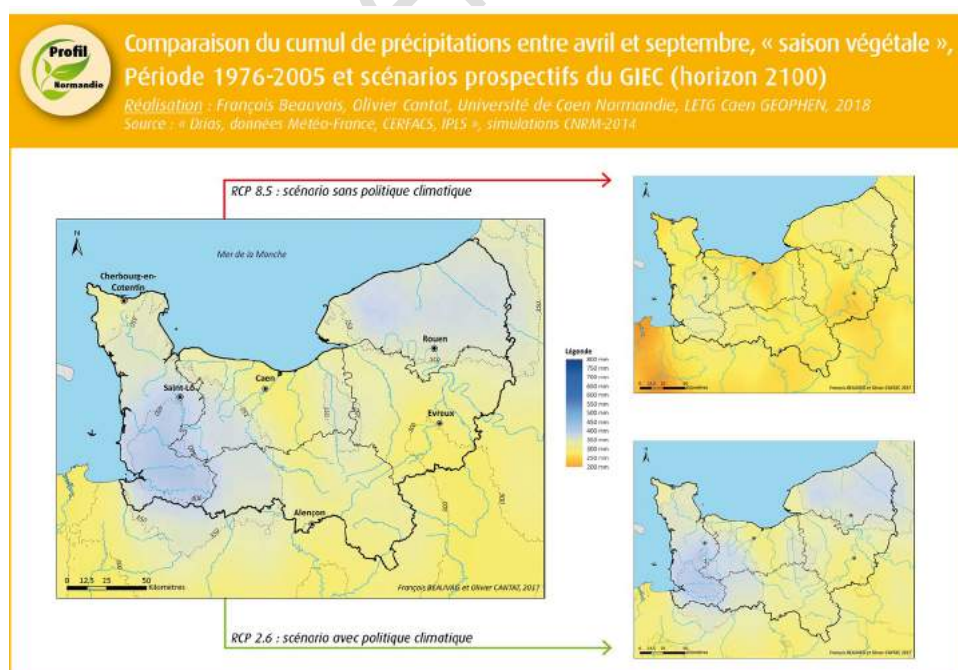 Profil
Normandie
Comparaison du cumul de précipitations entre avril et septembre, « saison végétale »,
Période 1976-2005 et scénarios prospectifs du GIEC (horizon 2100)
Réalisation : François Beauvais, Olivier Cantat, Université de Caen Normandie, LETG Caen GEOPHEN, 2018
Source : « Drias, données Météo-France, CERFACS, IPLS », simulations CNRM-2014
RCP 8.5 : scénario sans politique climatique
N
Mer de la Manche
Cherbourg-en-
Cotentin
Rouen
Saint-Lô
Caen
Evreux
Alençon
0 12,5 25 50
Kilomètres
François BEAUVAIS et Olivier CANTAT, 2017
Légende
800 mm
750 mm
700 mm
650 mm
600 mm
550 mm
500 mm
450 mm
400 mm
350 mm
300 mm
250 mm
200 mm
François BEAUVAIS et Olivier CANTAT, 2017
François BEAUVAIS et Olivier CANTAT, 2017
RCP 2.6 : scénario avec politique climatique